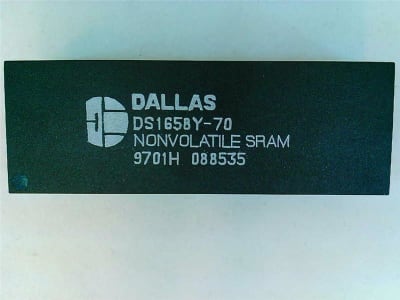 DALLAS
DS1658Y-70
NONVOLATILE SRAM
9701H 088535